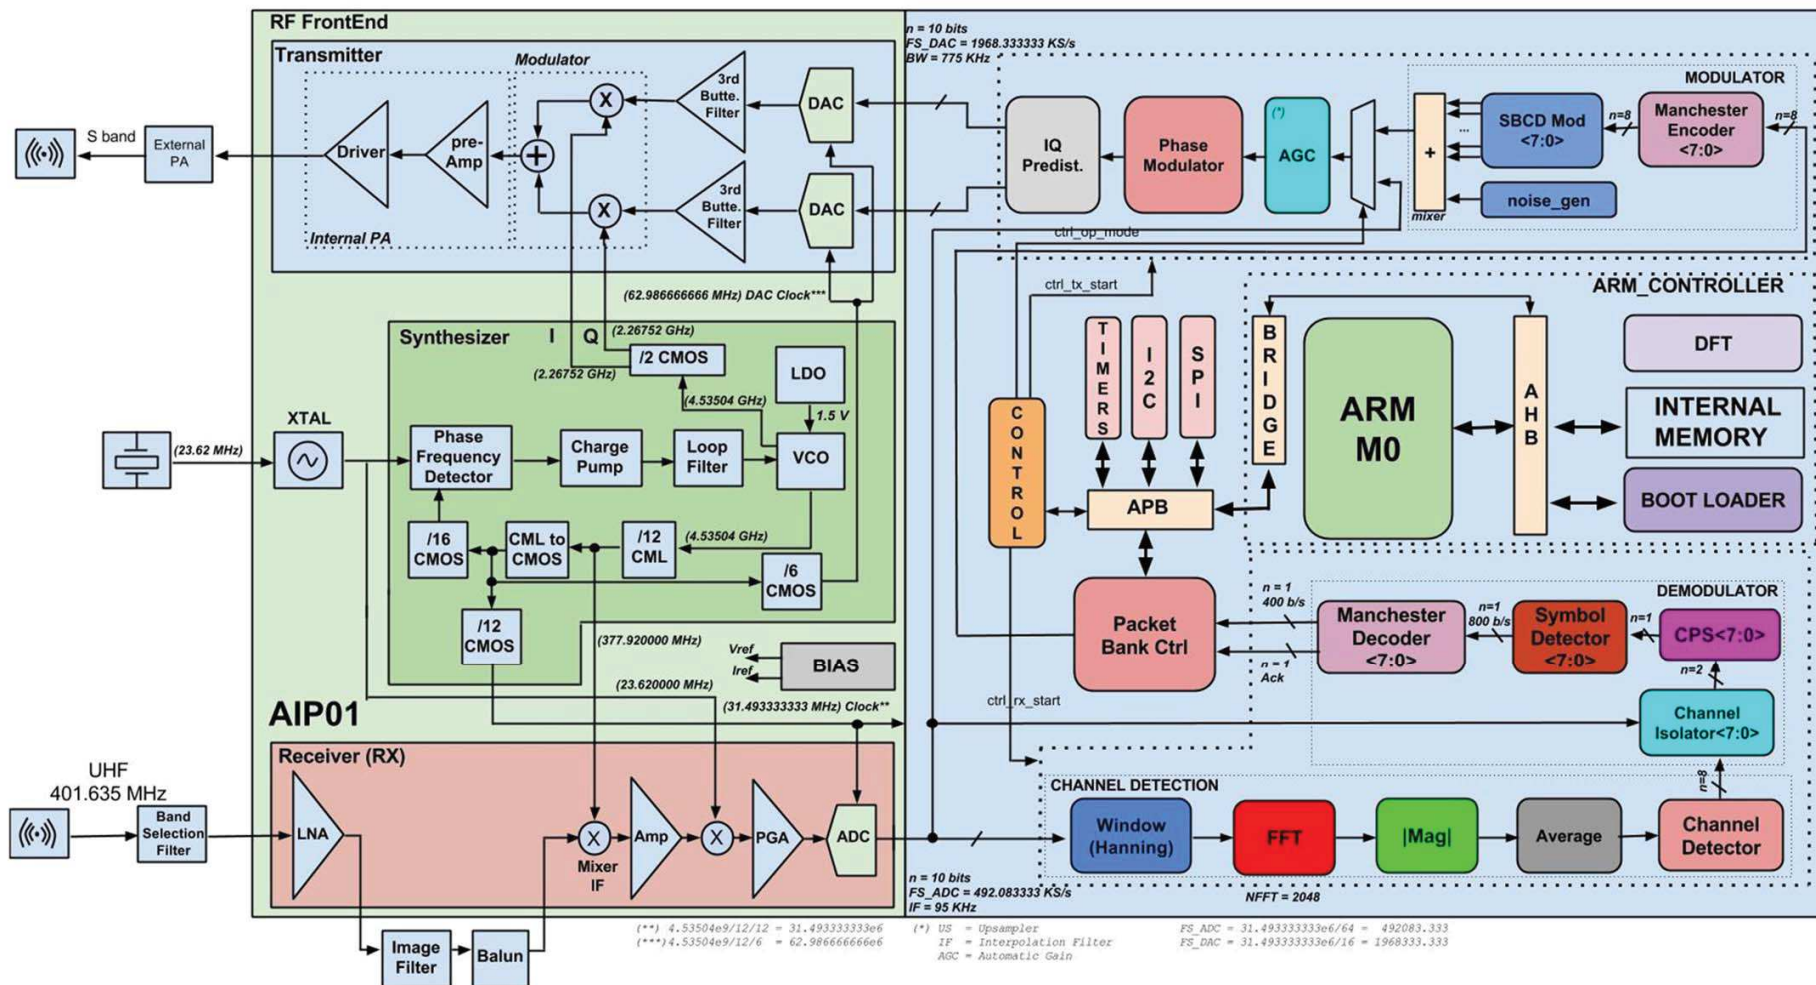 RF FrontEnd
Transmitter
Modulator
Internal PA
Driver
pre-
Amp
+
X
X
3rd
Butte.
Filter
3rd
Butte.
Filter
DAC
DAC
S band
External
PA
n = 10 bits
FS_DAC = 1968.333333 KS/s
BW = 775 KHz
IQ
Predist.
Phase
Modulator
(*)
AGC
MODULATOR
+
mixer
...
SBCD Mod
<7:0>
n=8
Manchester
Encoder
<7:0>
n=8
noise_gen
ctrl_op_mode
ctrl_tx_start
(62.986666666 MHz) DAC Clock***
Synthesizer
I
Q
(2.26752 GHz)
/2 CMOS
(2.26752 GHz)
(4.53504 GHz)
LDO
1.5 V
XTAL
(23.62 MHz)
Phase
Frequency
Detector
Charge
Pump
Loop
Filter
VCO
/16
CMOS
CML to
CMOS
/12
CML
(4.53504 GHz)
/6
CMOS
/12
CMOS
(377.920000 MHz)
Vref
Iref
BIAS
(23.620000 MHz)
(31.493333333 MHz) Clock**
AIP01
TIMERS
I2C
SPI
CONTROL
APB
BRIDGE
ARM_CONTROLLER
ARM
M0
AHB
DFT
INTERNAL
MEMORY
BOOT LOADER
Packet
Bank Ctrl
n = 1
400 b/s
n = 1
Ack
DEMODULATOR
Manchester
Decoder
<7:0>
n=1
800 b/s
Symbol
Detector
<7:0>
n=1
CPS<7:0>
n=2
Channel
Isolator<7:0>
n=8
ctrl_rx_start
Receiver (RX)
UHF
401.635 MHz
Band
Selection
Filter
LNA
Image
Filter
Balun
X
Mixer
IF
Amp
X
PGA
ADC
n = 10 bits
FS_ADC = 492.083333 KS/s
IF = 95 KHz
CHANNEL DETECTION
Window
(Hanning)
FFT
|Mag|
Average
Channel
Detector
NFFT = 2048
(**) 4.53504e9/12/12 = 31.493333333e6
(***)4.53504e9/12/6 = 62.986666666e6
(*) US = Upsampler
IF = Interpolation Filter
AGC = Automatic Gain
FS_ADC = 31.493333333e6/64 = 492083.333
FS_DAC = 31.493333333e6/16 = 1968333.333